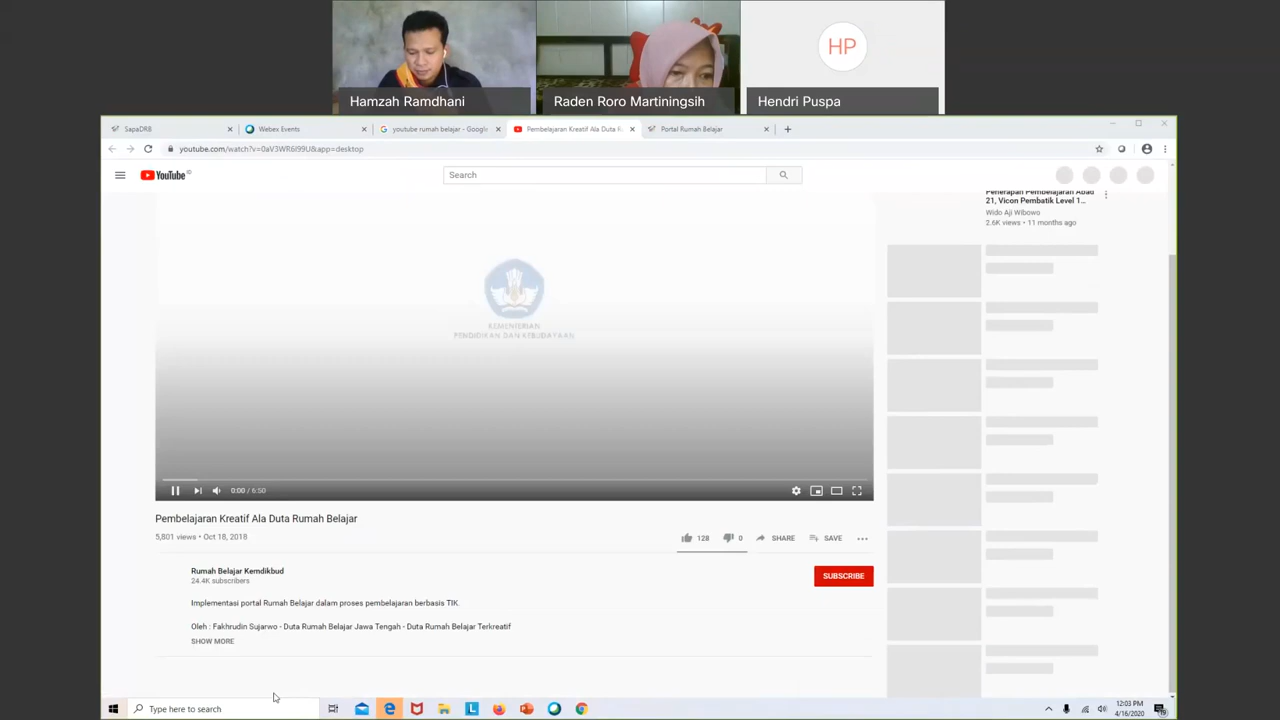 HP
Hamzah Ramdhani
Raden Roro Martiningsih
Hendri Puspa
SapaDRB
Webex Events
youtube rumah belajar - Google
Pembelajaran Kreatif Ala Duta R
Portal Rumah Belajar
youtube.com/watch?v=0aV3WR6I99U&app=desktop
YouTube ID
Search
Penerapan Pembelajaran Abad
21, Vicon Pembatik Level 1...
Wido Aji Wibowo
2.6K views • 11 months ago
KEMENTERIAN
PENDIDIKAN DAN KEBUDAYAAN
0:00 / 6:50
Pembelajaran Kreatif Ala Duta Rumah Belajar
5,801 views • Oct 18, 2018
128
0
SHARE
SAVE
Rumah Belajar Kemdikbud
24.4K subscribers
SUBSCRIBE
Implementasi portal Rumah Belajar dalam proses pembelajaran berbasis TIK.
Oleh : Fakhrudin Sujarwo - Duta Rumah Belajar Jawa Tengah - Duta Rumah Belajar Terkreatif
SHOW MORE
Type here to search
12:03 PM
4/16/2020